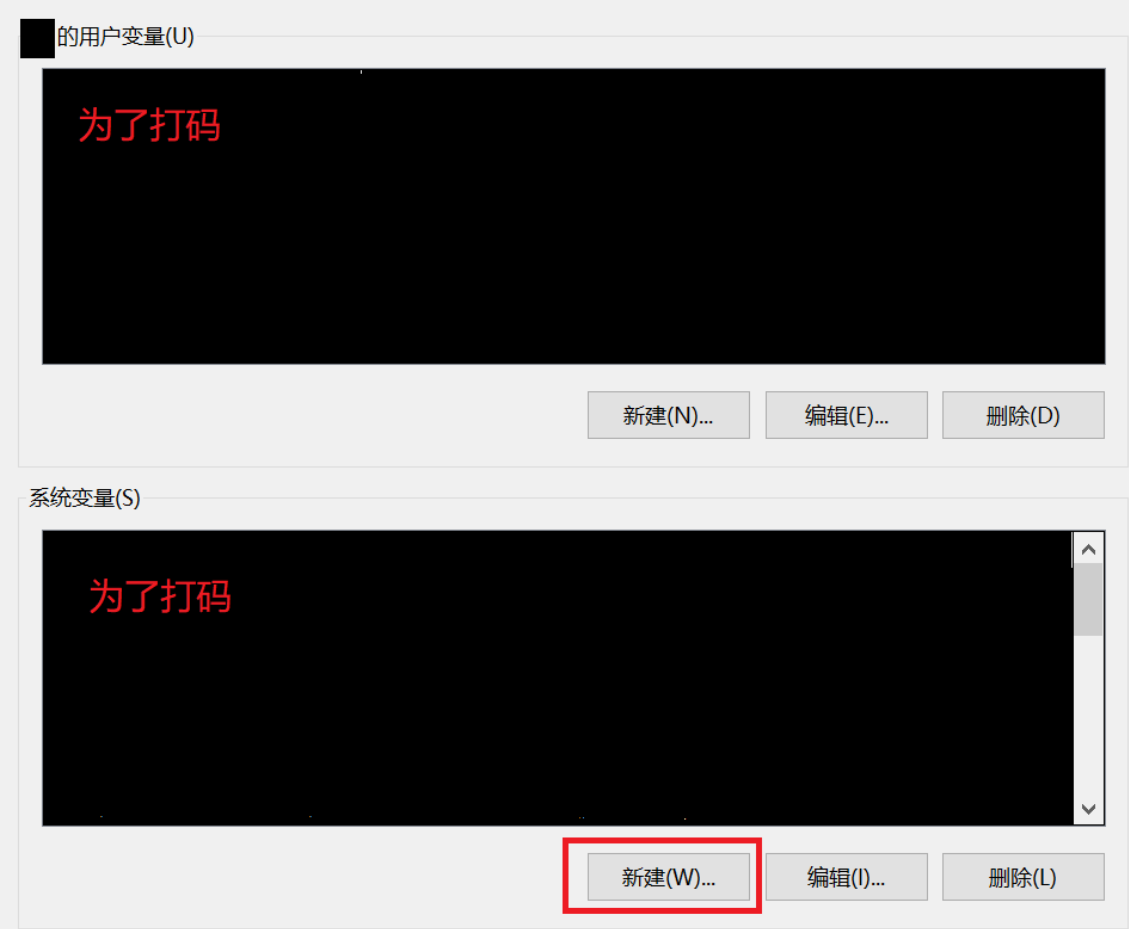 的用户变量(U)
为了打码
新建(N)...
编辑(E)...
删除(D)
系统变量(S)
为了打码
新建(W)...
编辑(I)...
删除(L)